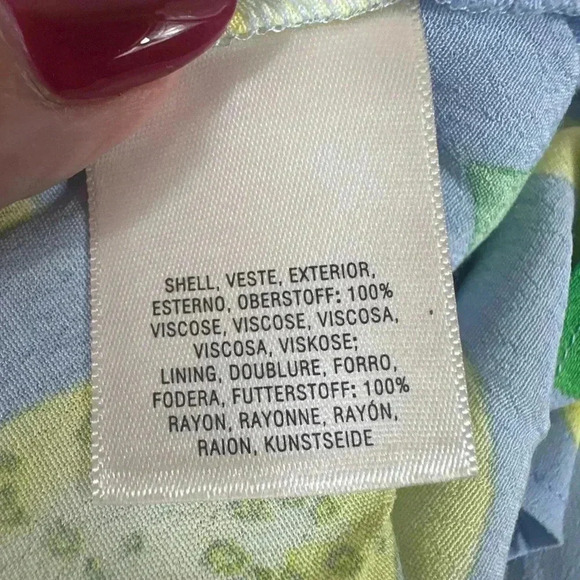 SHELL, VESTE, EXTERIOR,
ESTERNO, OBERSTOFF: 100%
VISCOSE, VISCOSE, VISCOSA,
VISCOSA, VISKOSE;
LINING, DOUBLURE, FORRO,
FODERA, FUTTERSTOFF: 100%
RAYON, RAYONNE, RAYÓN,
RAION, KUNSTSEIDE